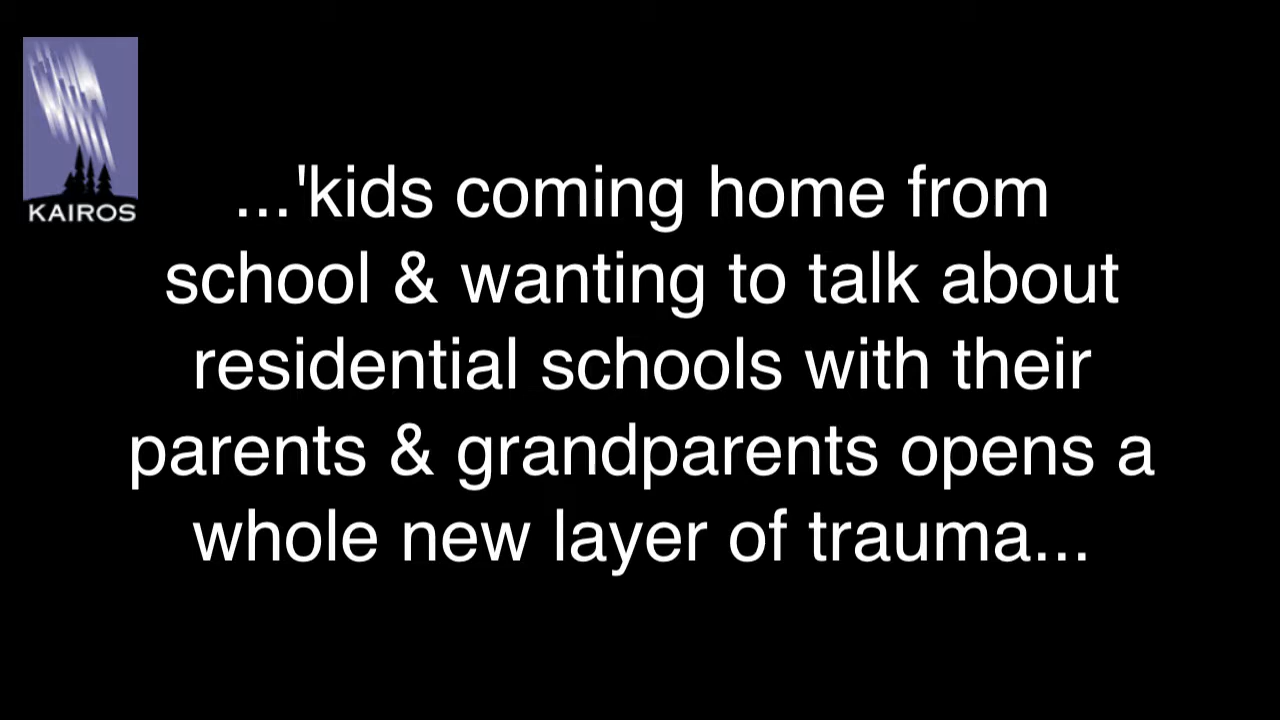 KAIROS
...'kids coming home from
school & wanting to talk about
residential schools with their
parents & grandparents opens a
whole new layer of trauma...